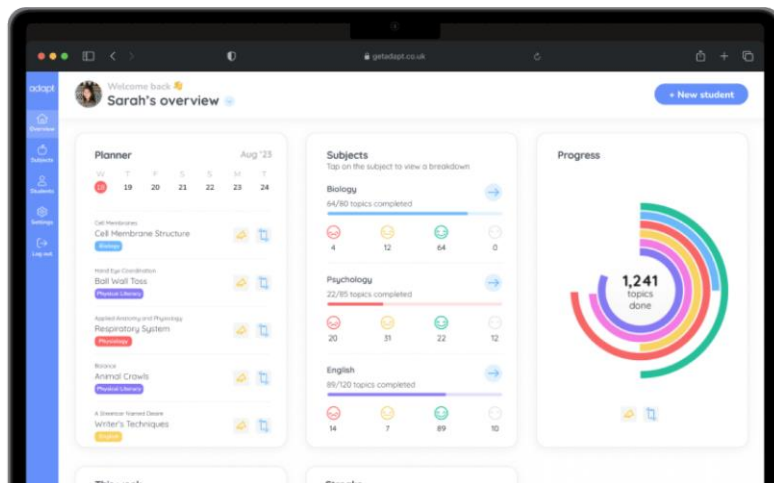 getadapt.co.uk
adapt
Overview
Subjects
Students
Settings
Log out
Welcome back 👋
Sarah's overview
+ New student
Planner
Aug '23
W T F S S M T
18 19 20 21 22 23 24
Cell Membranes
Cell Membrane Structure
Biology
Hand Eye Coordination
Ball Wall Toss
Physical Literacy
Applied Anatomy and Physiology
Respiratory System
Physiology
Balance
Animal Crawls
Physical Literacy
A Streetcar Named Desire
Writer's Techniques
English
Subjects
Tap on the subject to view a breakdown
Biology
64/80 topics completed
4 12 64 0
Psychology
22/85 topics completed
20 31 22 12
English
89/120 topics completed
14 7 89 10
Progress
1,241
topics
done
This week